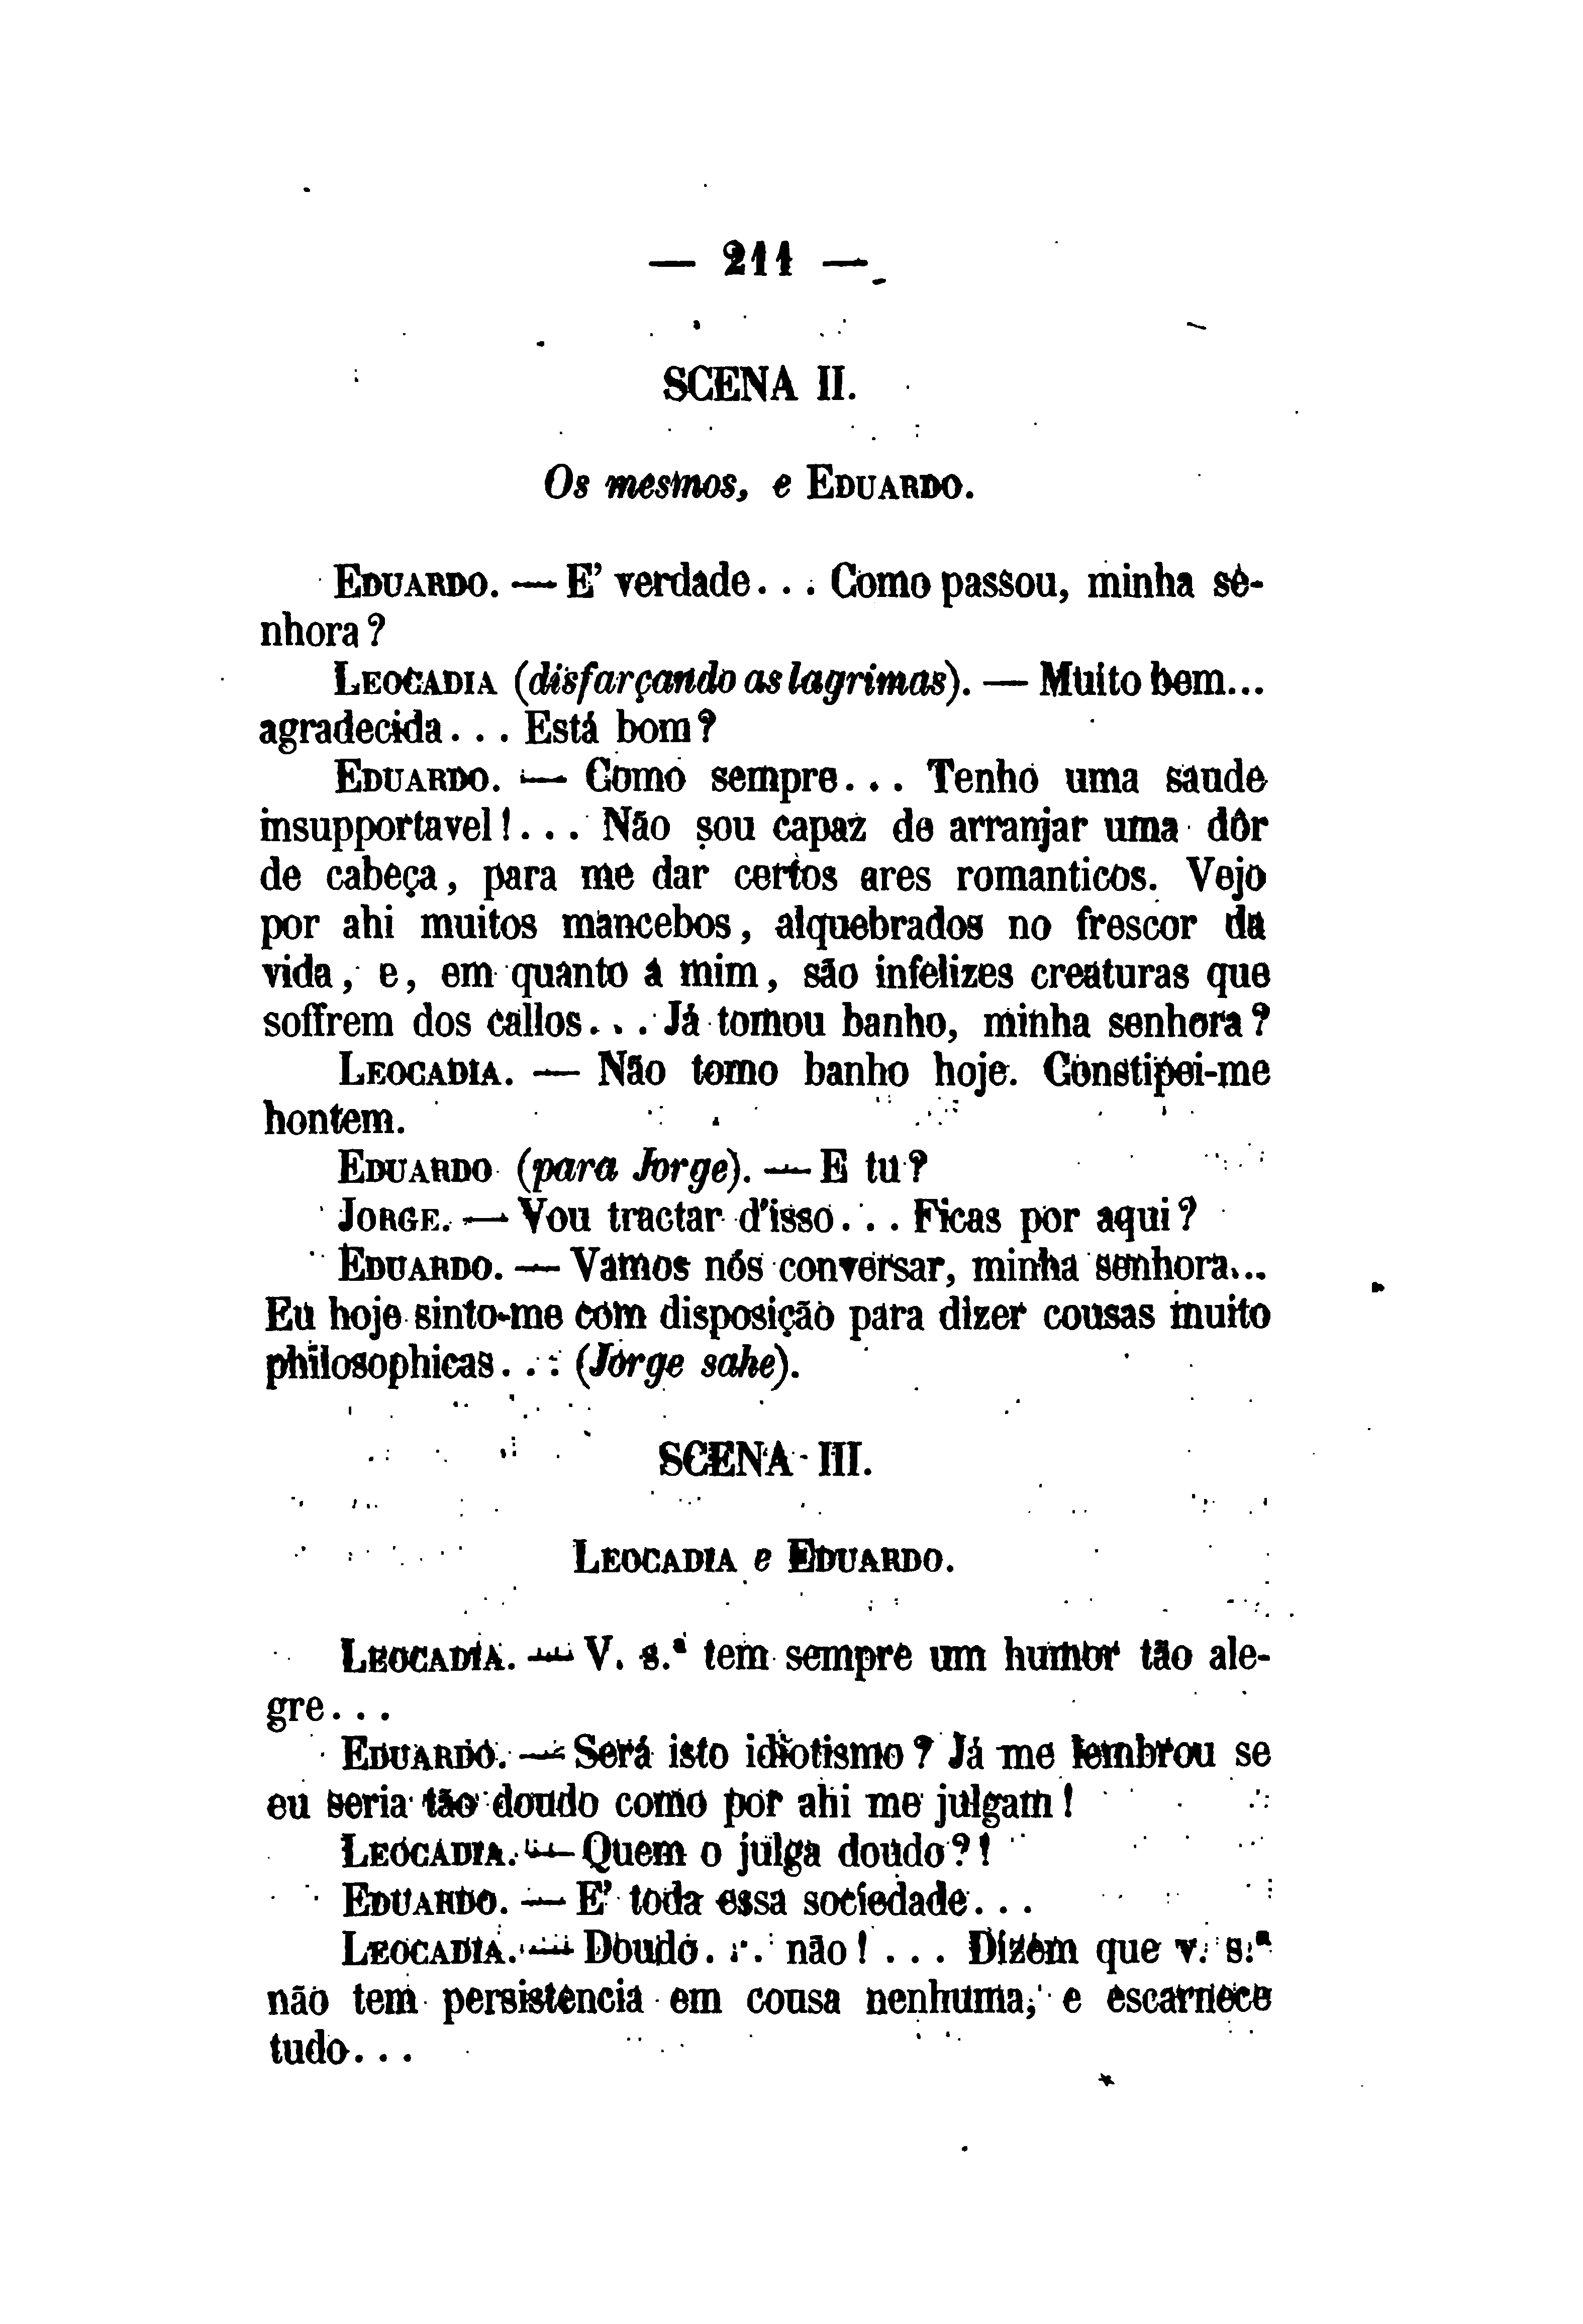 — 211 —
SCENA II.
Os mesmos, e EDUARDO.
EDUARDO. — E' verdade... Como passou, minha se-
nhora?
LEOCADIA (disfarçando as lagrimas). — Muito bem...
agradecida... Está bom?
EDUARDO. — Como sempre... Tenho uma saude
insupportavel!... Não sou capaz de arranjar uma dôr
de cabeça, para me dar certos ares romanticos. Vejo
por ahi muitos mancebos, alquebrados no frescor da
vida, e, em quanto a mim, são infelizes creaturas que
soffrem dos callos... Já tomou banho, minha senhora?
LEOCADIA. — Não tomo banho hoje. Constipei-me
hontem.
EDUARDO (para Jorge). — E tu?
JORGE. — Vou tractar d'isso... Ficas por aqui?
EDUARDO. — Vamos nós conversar, minha senhora...
Eu hoje sinto-me com disposição para dizer cousas muito
philosophicas... (Jorge sahe).
SCENA III.
LEOCADIA e EDUARDO.
LEOCADIA. — V. s.ª tem sempre um humor tão ale-
gre...
EDUARDO. — Será isto idiotismo? Já me lembrou se
eu seria tão doudo como por ahi me julgam!
LEOCADIA. — Quem o julga doudo?!
EDUARDO. — E' toda essa sociedade...
LEOCADIA. — Doudo... não!... Dizem que v. s.ª
não tem persistencia em cousa nenhuma, e escarnece
tudo...